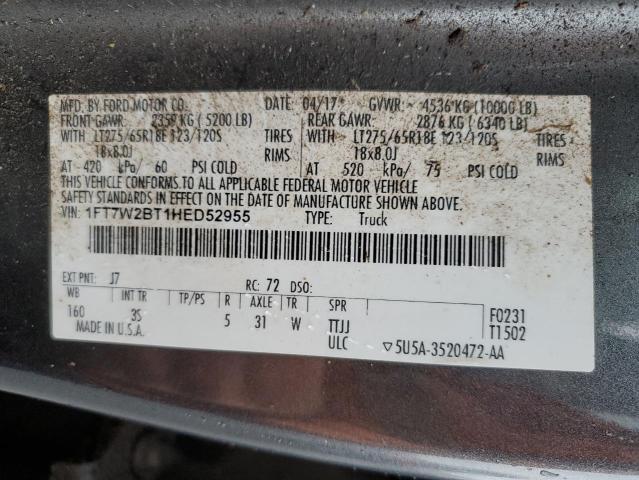 MFD. BY FORD MOTOR CO. 04/17 GVWR: 4536 KG (10000 LB)
FRONT GAWR: 2359 KG (5200 LB) REAR GAWR: 2876 KG (6340 LB)
WITH LT275/65R18E 123/120S TIRES WITH LT275/65R18E 123/120S TIRES
18x8.0J RIMS 18x8.0J RIMS
AT 420 kPa/ 60 PSI COLD AT 520 kPa/ 75 PSI COLD
THIS VEHICLE CONFORMS TO ALL APPLICABLE FEDERAL MOTOR VEHICLE
SAFETY STANDARDS IN EFFECT ON THE DATE OF MANUFACTURE SHOWN ABOVE.
VIN: 1FT7W2BT1HED52955 TYPE: Truck
EXT PNT: J7 RC: 72 DSO:
WB INT TR TP/PS R AXLE TR SPR F0231
160 3S 5 31 W TTJJ T1502
MADE IN U.S.A. ULC ▽5U5A-3520472-AA